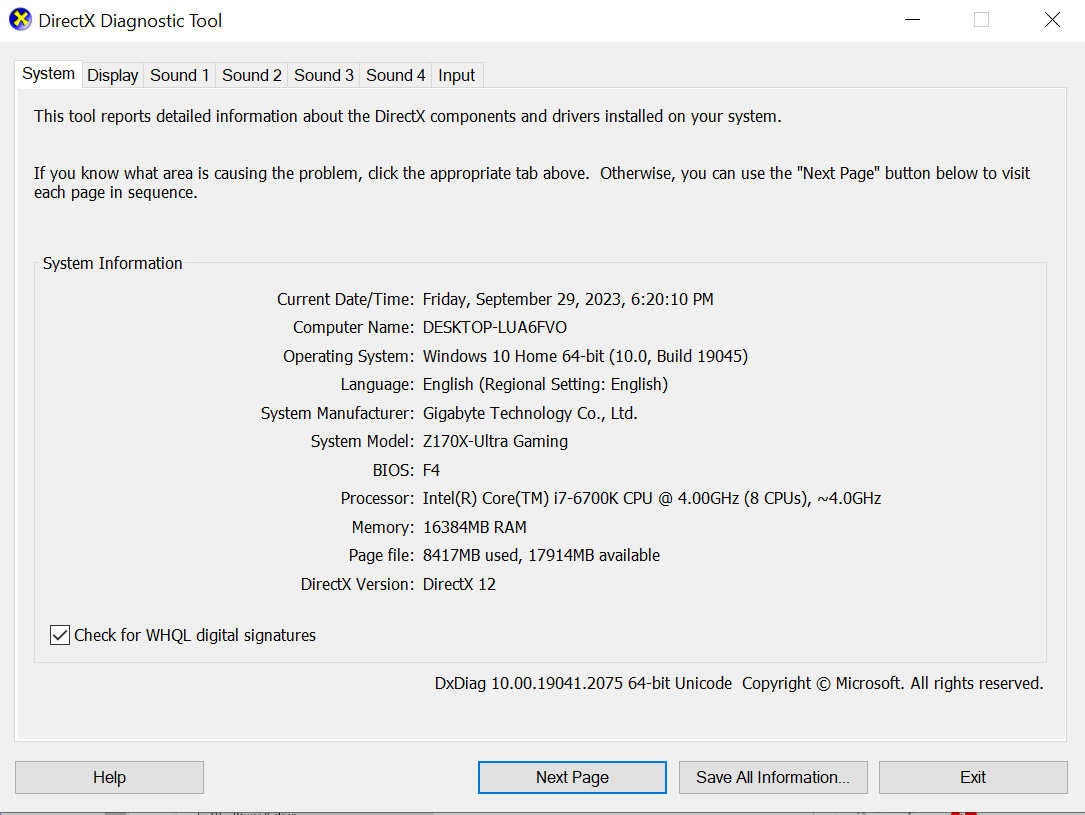 DirectX Diagnostic Tool
System Display Sound 1 Sound 2 Sound 3 Sound 4 Input
This tool reports detailed information about the DirectX components and drivers installed on your system.
If you know what area is causing the problem, click the appropriate tab above.  Otherwise, you can use the "Next Page" button below to visit
each page in sequence.
System Information
Current Date/Time: Friday, September 29, 2023, 6:20:10 PM
Computer Name: DESKTOP-LUA6FVO
Operating System: Windows 10 Home 64-bit (10.0, Build 19045)
Language: English (Regional Setting: English)
System Manufacturer: Gigabyte Technology Co., Ltd.
System Model: Z170X-Ultra Gaming
BIOS: F4
Processor: Intel(R) Core(TM) i7-6700K CPU @ 4.00GHz (8 CPUs), ~4.0GHz
Memory: 16384MB RAM
Page file: 8417MB used, 17914MB available
DirectX Version: DirectX 12
Check for WHQL digital signatures
DxDiag 10.00.19041.2075 64-bit Unicode  Copyright © Microsoft. All rights reserved.
Help Next Page Save All Information... Exit